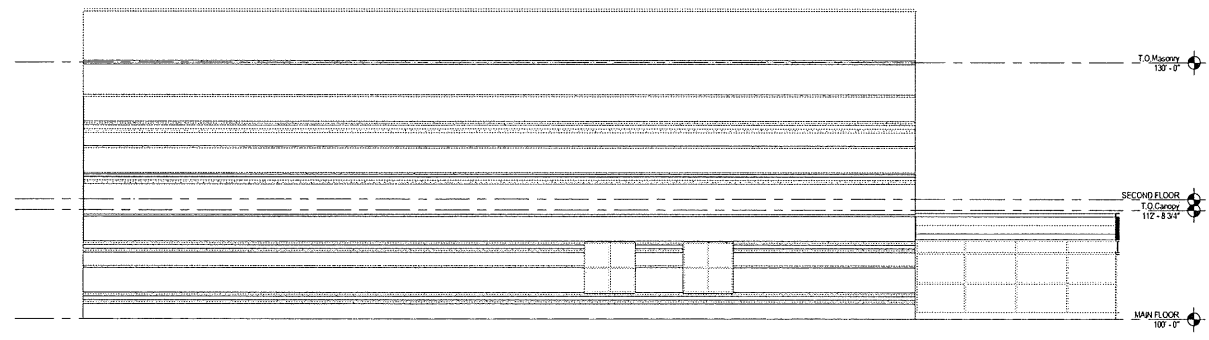 T.O.Masonry
130' - 0"
SECOND FLOOR
T.O.Canopy
112' - 8 3/4"
MAIN FLOOR
100' - 0"